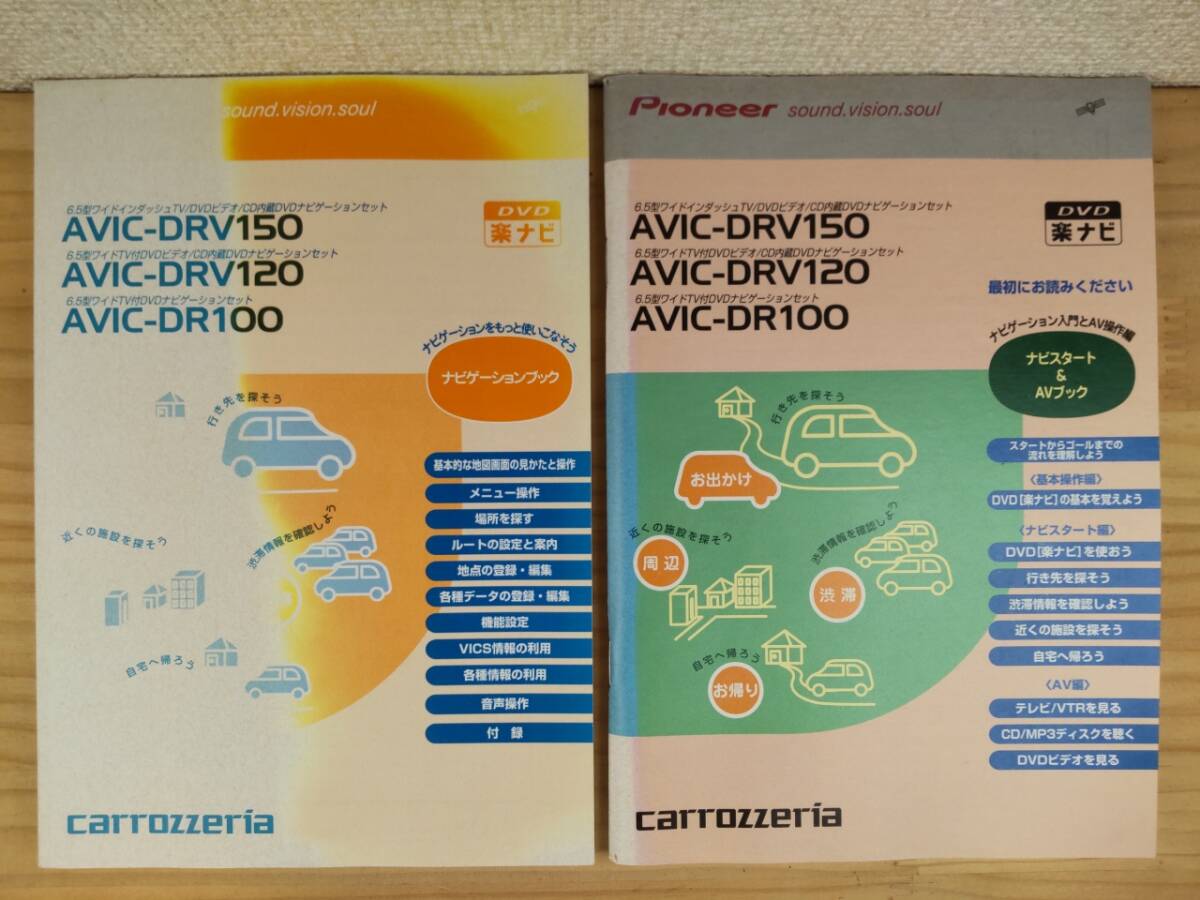 sound.vision.soul
6.5型ワイドインダッシュTV/DVDビデオ/CD内蔵DVDナビゲーションセット
AVIC-DRV150
6.5型ワイドTV付DVDビデオ/CD内蔵DVDナビゲーションセット
AVIC-DRV120
6.5型ワイドTV付DVDナビゲーションセット
AVIC-DR100
DVD
楽ナビ
ナビゲーションをもっと使いこなそう
ナビゲーションブック
行き先を探そう
近くの施設を探そう
渋滞情報を確認しよう
自宅へ帰ろう
基本的な地図画面の見かたと操作
メニュー操作
場所を探す
ルートの設定と案内
地点の登録・編集
各種データの登録・編集
機能設定
VICS情報の利用
各種情報の利用
音声操作
付 録
carrozzeria
Pioneer sound.vision.soul
6.5型ワイドインダッシュTV/DVDビデオ/CD内蔵DVDナビゲーションセット
AVIC-DRV150
6.5型ワイドTV付DVDビデオ/CD内蔵DVDナビゲーションセット
AVIC-DRV120
6.5型ワイドTV付DVDナビゲーションセット
AVIC-DR100
DVD
楽ナビ
最初にお読みください
ナビゲーション入門とAV操作編
ナビスタート
&
AVブック
行き先を探そう
お出かけ
近くの施設を探そう
周辺
渋滞情報を確認しよう
渋滞
自宅へ帰ろう
お帰り
スタートからゴールまでの
流れを理解しよう
〈基本操作編〉
DVD[楽ナビ]の基本を覚えよう
〈ナビスタート編〉
DVD[楽ナビ]を使おう
行き先を探そう
渋滞情報を確認しよう
近くの施設を探そう
自宅へ帰ろう
〈AV編〉
テレビ/VTRを見る
CD/MP3ディスクを聴く
DVDビデオを見る
carrozzeria